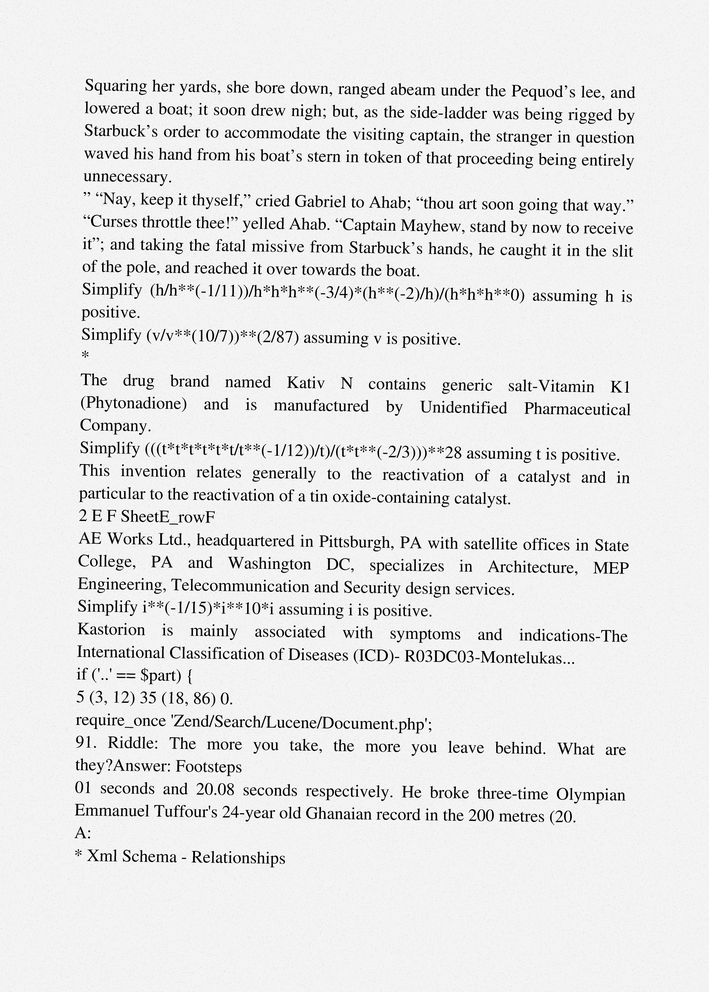 Squaring her yards, she bore down, ranged abeam under the Pequod’s lee, and
lowered a boat; it soon drew nigh; but, as the side-ladder was being rigged by
Starbuck’s order to accommodate the visiting captain, the stranger in question
waved his hand from his boat’s stern in token of that proceeding being entirely
unnecessary.
” “Nay, keep it thyself,” cried Gabriel to Ahab; “thou art soon going that way.”
“Curses throttle thee!” yelled Ahab. “Captain Mayhew, stand by now to receive
it”; and taking the fatal missive from Starbuck’s hands, he caught it in the slit
of the pole, and reached it over towards the boat.
Simplify (h/h**(-1/11))/h*h*h**(-3/4)*(h**(-2)/h)/(h*h*h**0) assuming h is
positive.
Simplify (v/v**(10/7))**(2/87) assuming v is positive.
*
The drug brand named Kativ N contains generic salt-Vitamin K1
(Phytonadione) and is manufactured by Unidentified Pharmaceutical
Company.
Simplify (((t*t*t*t*t*t/t**(-1/12))/t)/(t*t**(-2/3)))**28 assuming t is positive.
This invention relates generally to the reactivation of a catalyst and in
particular to the reactivation of a tin oxide-containing catalyst.
2 E F SheetE_rowF
AE Works Ltd., headquartered in Pittsburgh, PA with satellite offices in State
College, PA and Washington DC, specializes in Architecture, MEP
Engineering, Telecommunication and Security design services.
Simplify i**(-1/15)*i**10*i assuming i is positive.
Kastorion is mainly associated with symptoms and indications-The
International Classification of Diseases (ICD)- R03DC03-Montelukas...
if ('..' == $part) {
5 (3, 12) 35 (18, 86) 0.
require_once 'Zend/Search/Lucene/Document.php';
91. Riddle: The more you take, the more you leave behind. What are
they?Answer: Footsteps
01 seconds and 20.08 seconds respectively. He broke three-time Olympian
Emmanuel Tuffour's 24-year old Ghanaian record in the 200 metres (20.
A:
* Xml Schema - Relationships